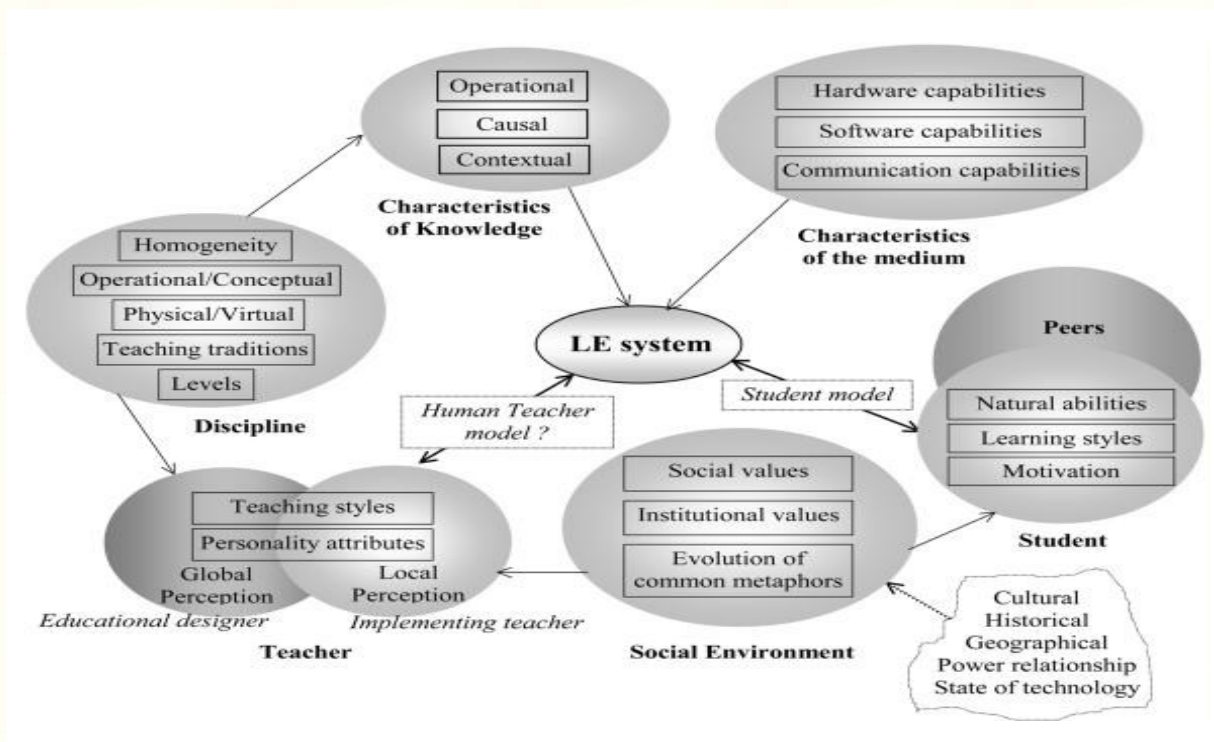 Operational
Causal
Contextual
Characteristics
of Knowledge
Hardware capabilities
Software capabilities
Communication capabilities
Characteristics
of the medium
Homogeneity
Operational/Conceptual
Physical/Virtual
Teaching traditions
Levels
Discipline
LE system
Human Teacher
model ?
Student model
Peers
Natural abilities
Learning styles
Motivation
Student
Teaching styles
Personality attributes
Global
Perception
Local
Perception
Educational designer
Implementing teacher
Teacher
Social values
Institutional values
Evolution of
common metaphors
Social Environment
Cultural
Historical
Geographical
Power relationship
State of technology